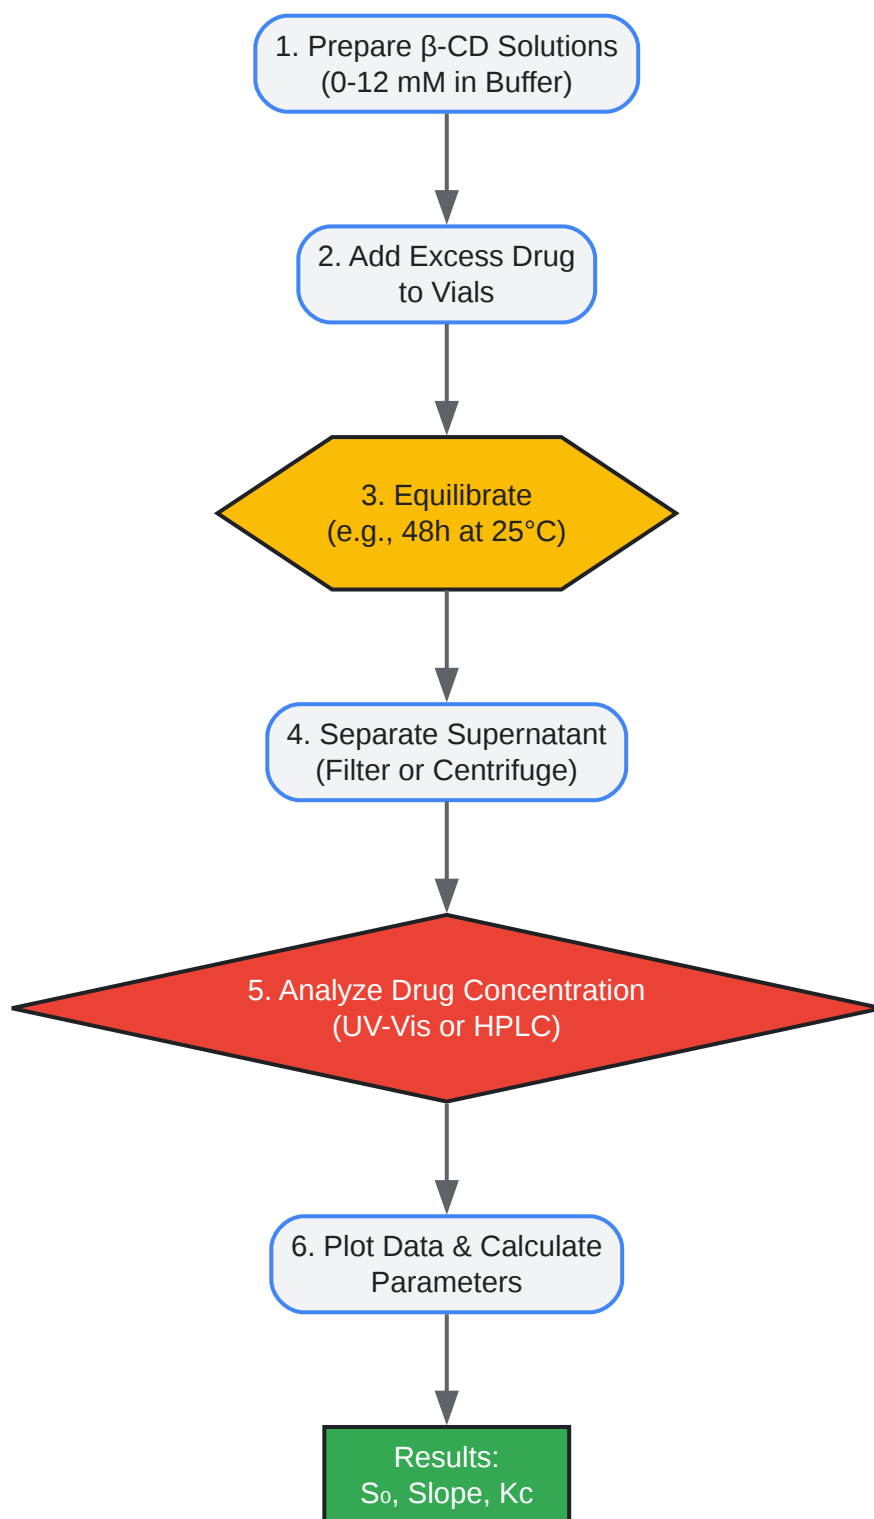 1. Prepare β-CD Solutions
(0-12 mM in Buffer)
2. Add Excess Drug
to Vials
3. Equilibrate
(e.g., 48h at 25°C)
4. Separate Supernatant
(Filter or Centrifuge)
5. Analyze Drug Concentration
(UV-Vis or HPLC)
6. Plot Data & Calculate
Parameters
Results:
S₀, Slope, Kc